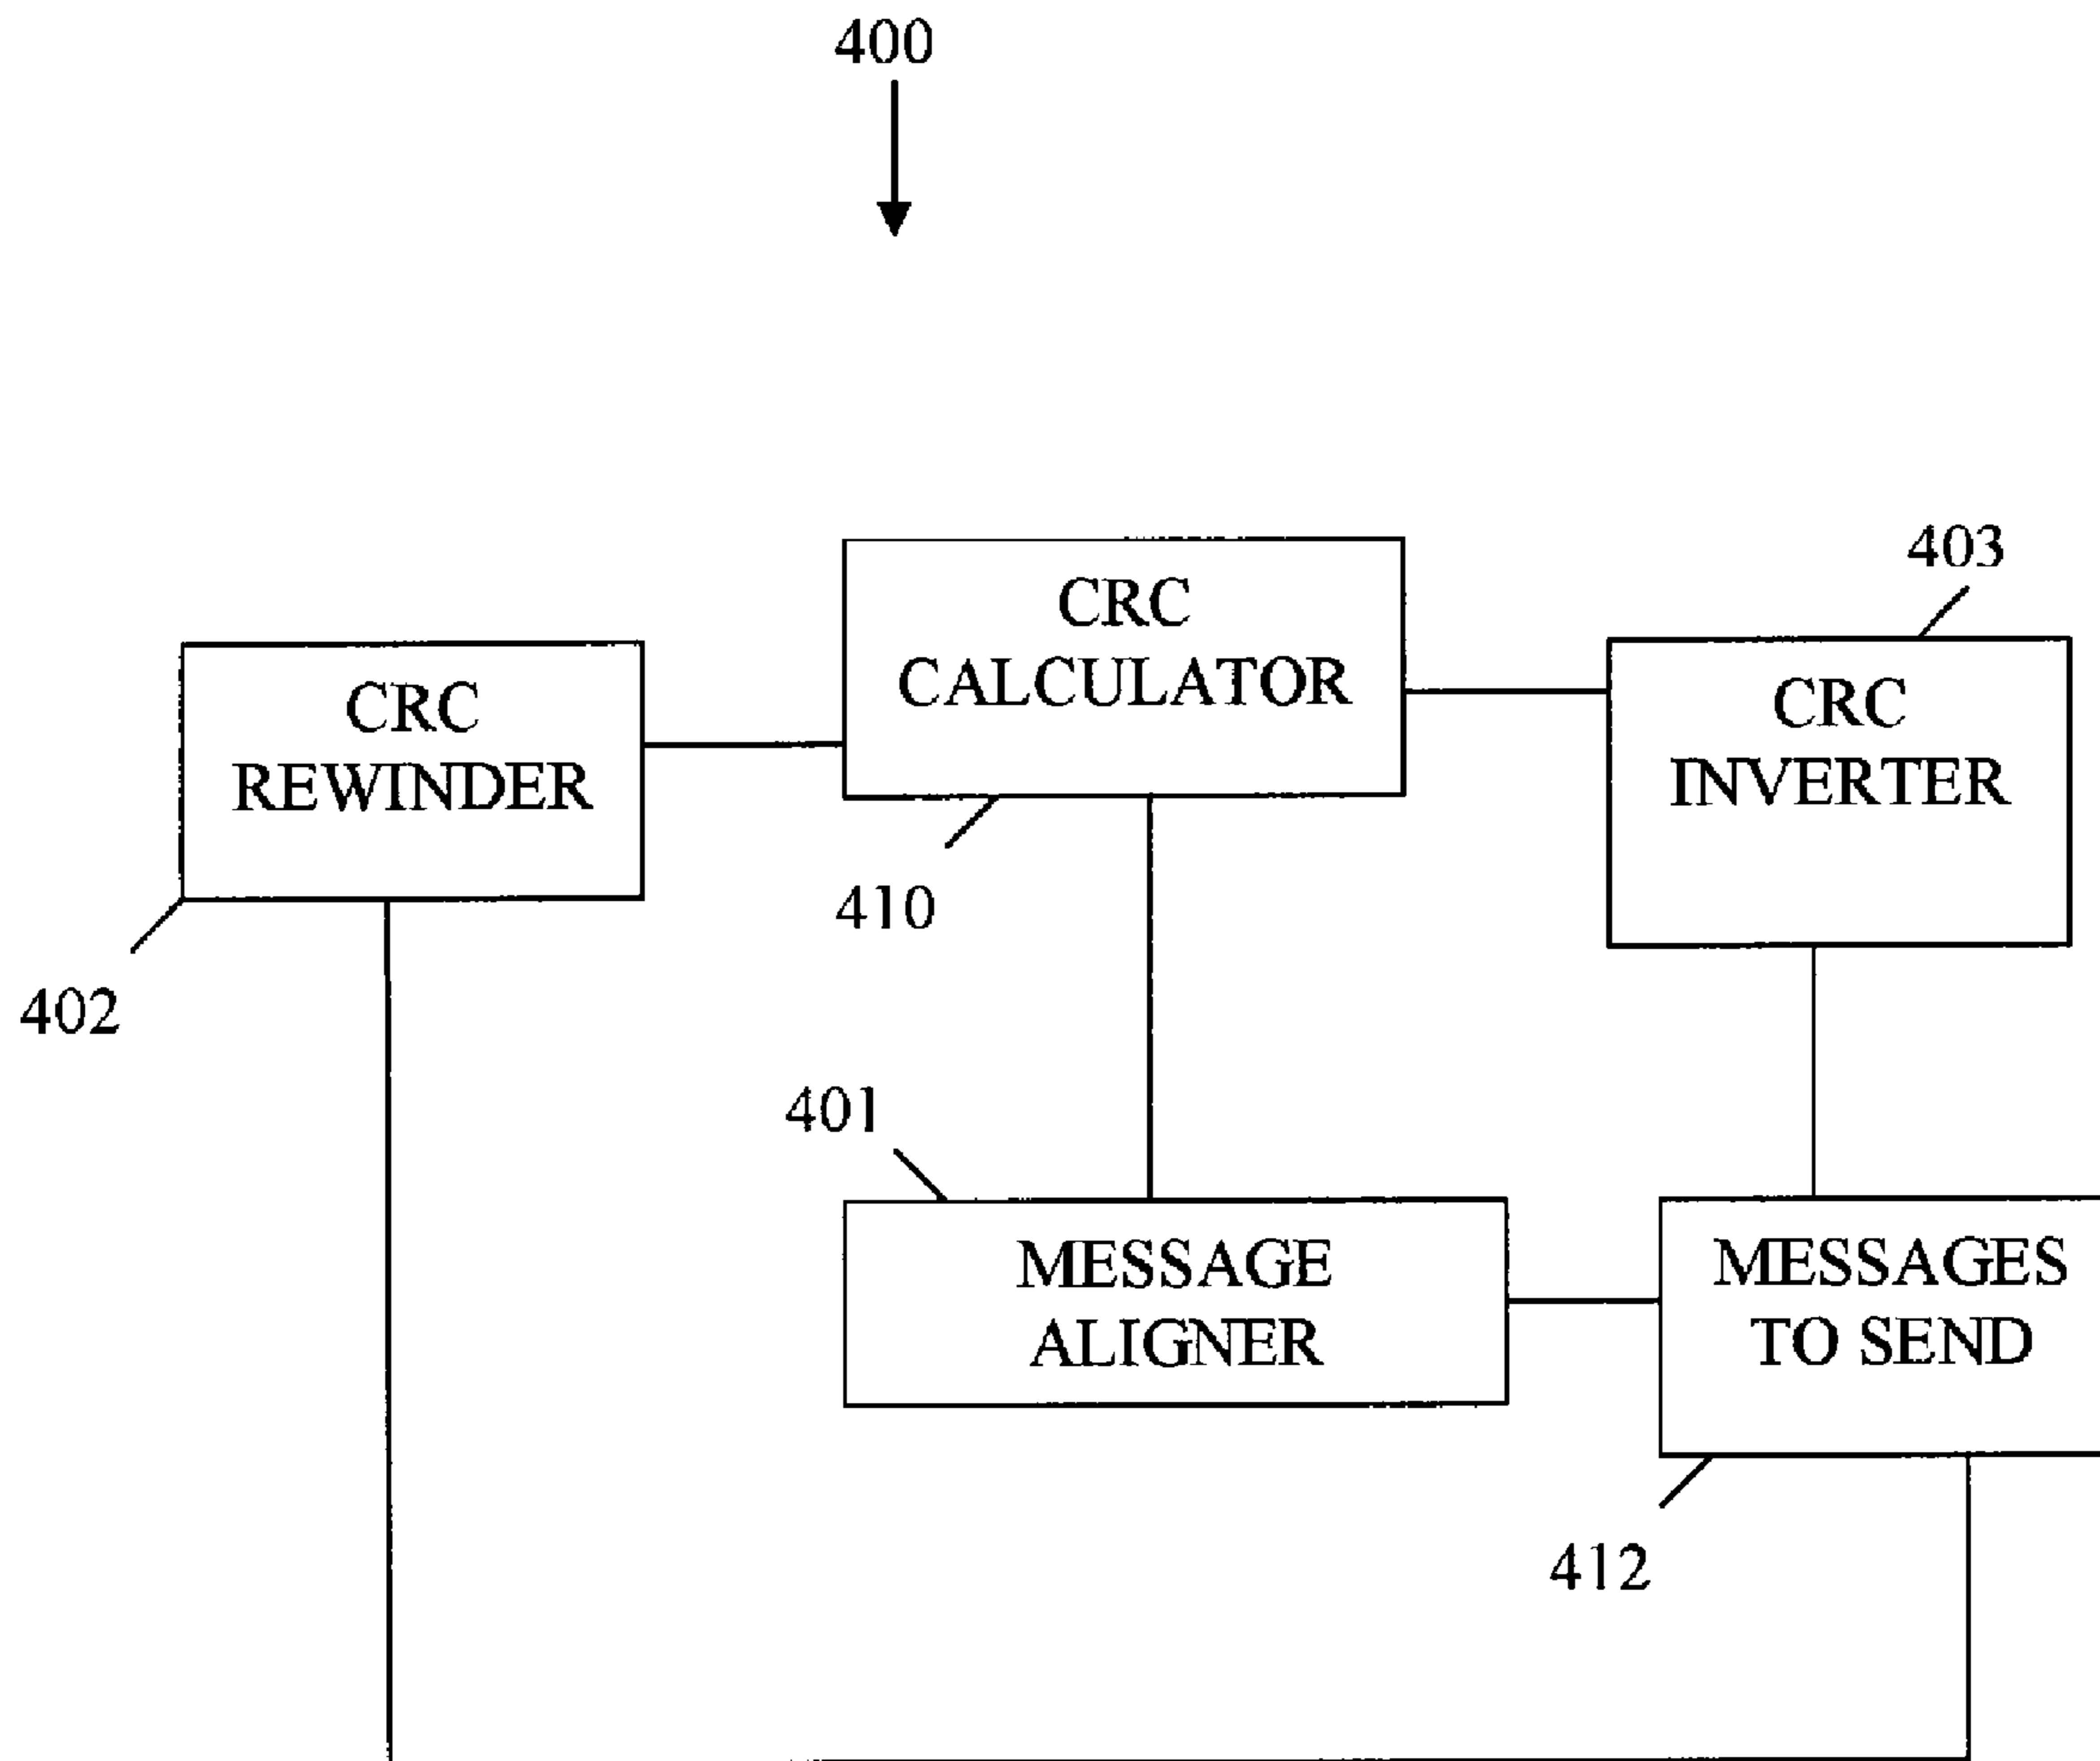 400
CRC
CALCULATOR
403
CRC
REWINDER
CRC
INVERTER
410
402
401
MESSAGE
ALIGNER
MESSAGES
TO SEND
412